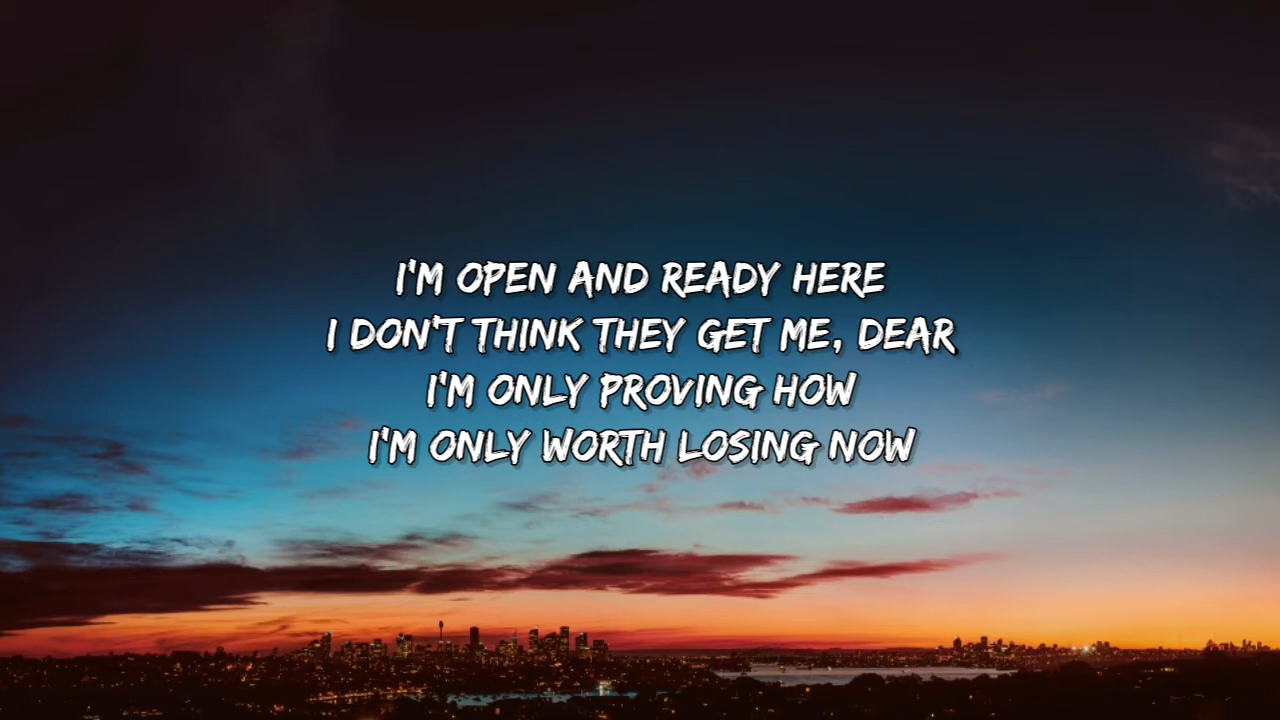 I'M OPEN AND READY HERE
I DON'T THINK THEY GET ME, DEAR
I'M ONLY PROVING HOW
I'M ONLY WORTH LOSING NOW